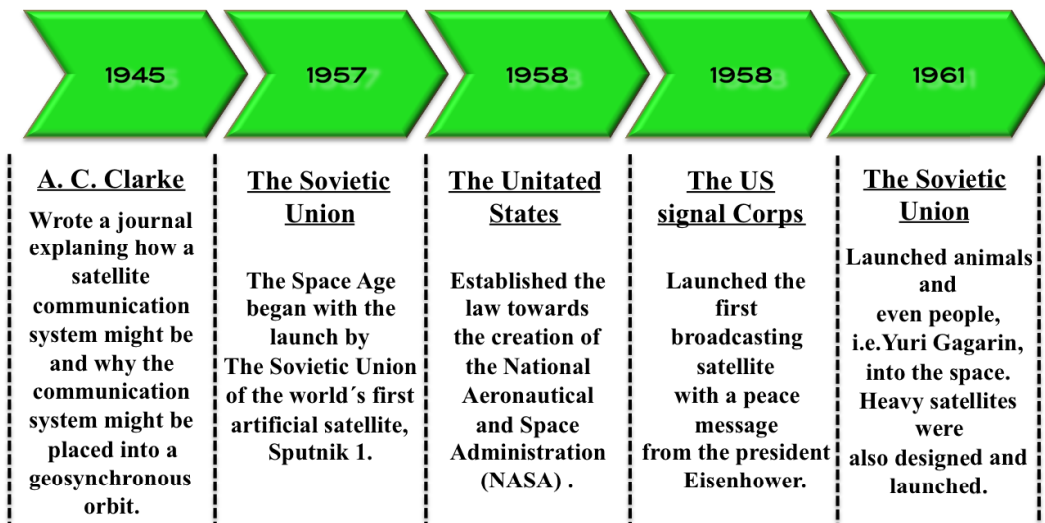 1945
1957
1958
1958
1961
A. C. Clarke
Wrote a journal
explaning how a
satellite
communication
system might be
and why the
communication
system might be
placed into a
geosynchronous
orbit.
The Sovietic
Union
The Space Age
began with the
launch by
The Sovietic Union
of the world´s first
artificial satellite,
Sputnik 1.
The Unitated
States
Established the
law towards
the creation of
the National
Aeronautical
and Space
Administration
(NASA) .
The US
signal Corps
Launched the
first
broadcasting
satellite
with a peace
message
from the president
Eisenhower.
The Sovietic
Union
Launched animals
and
even people,
i.e.Yuri Gagarin,
into the space.
Heavy satellites
were
also designed and
launched.